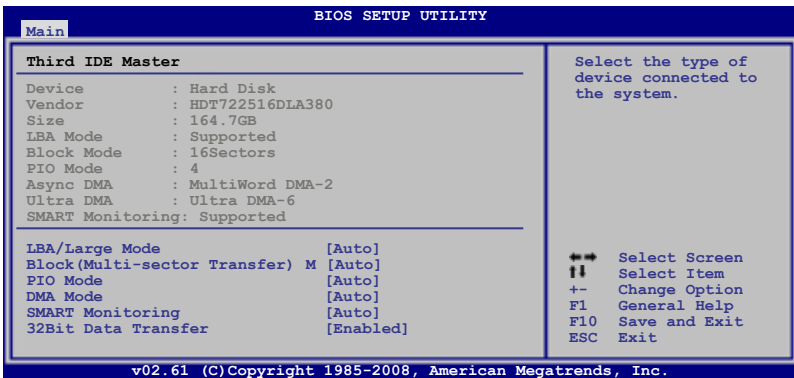 BIOS SETUP UTILITY
Main
Third IDE Master
Device : Hard Disk
Vendor : HDT722516DLA380
Size : 164.7GB
LBA Mode : Supported
Block Mode : 16Sectors
PIO Mode : 4
Async DMA : MultiWord DMA-2
Ultra DMA : Ultra DMA-6
SMART Monitoring: Supported
LBA/Large Mode [Auto]
Block(Multi-sector Transfer) M [Auto]
PIO Mode [Auto]
DMA Mode [Auto]
SMART Monitoring [Auto]
32Bit Data Transfer [Enabled]
Select the type of
device connected to
the system.
←→ Select Screen
↑↓ Select Item
+- Change Option
F1 General Help
F10 Save and Exit
ESC Exit
v02.61 (C)Copyright 1985-2008, American Megatrends, Inc.